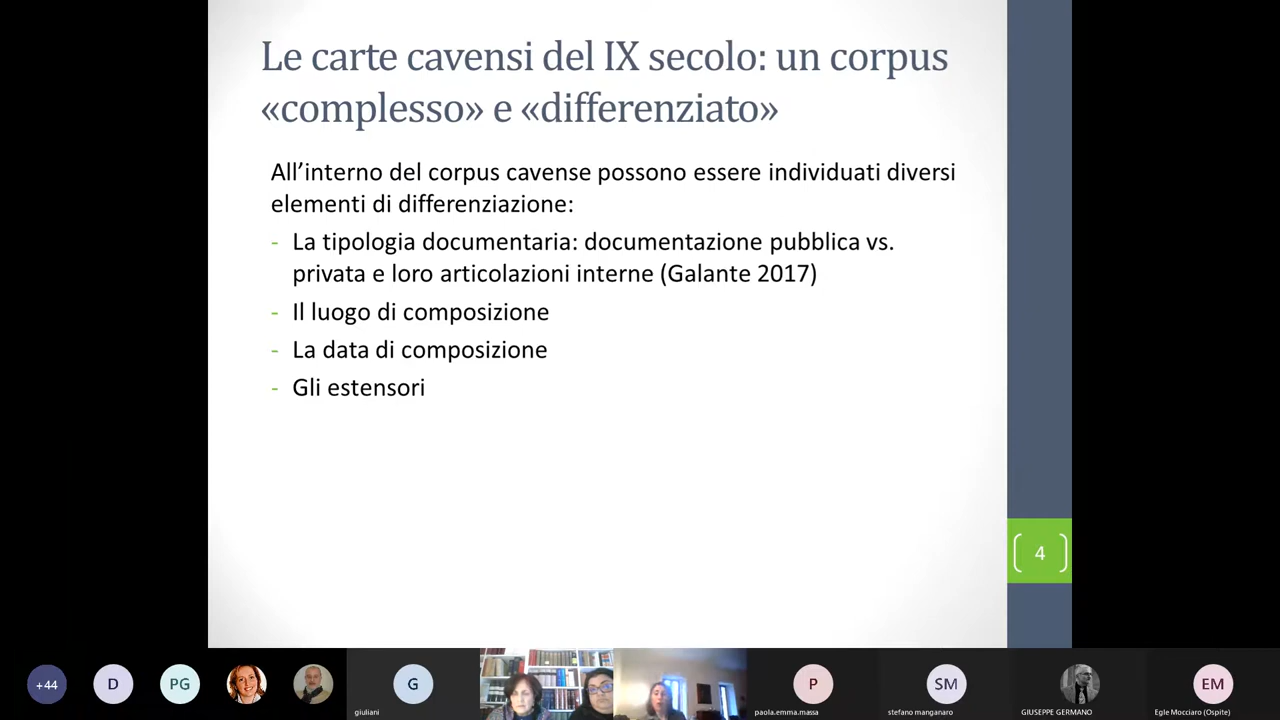 Le carte cavensi del IX secolo: un corpus
«complesso» e «differenziato»
All’interno del corpus cavense possono essere individuati diversi
elementi di differenziazione:
- La tipologia documentaria: documentazione pubblica vs.
privata e loro articolazioni interne (Galante 2017)
- Il luogo di composizione
- La data di composizione
- Gli estensori
4
+44
D
PG
G
P
SM
EM
giuliani
paola.emma.massa
stefano manganaro
GIUSEPPE GERMANO
Egle Mocciaro (Ospite)